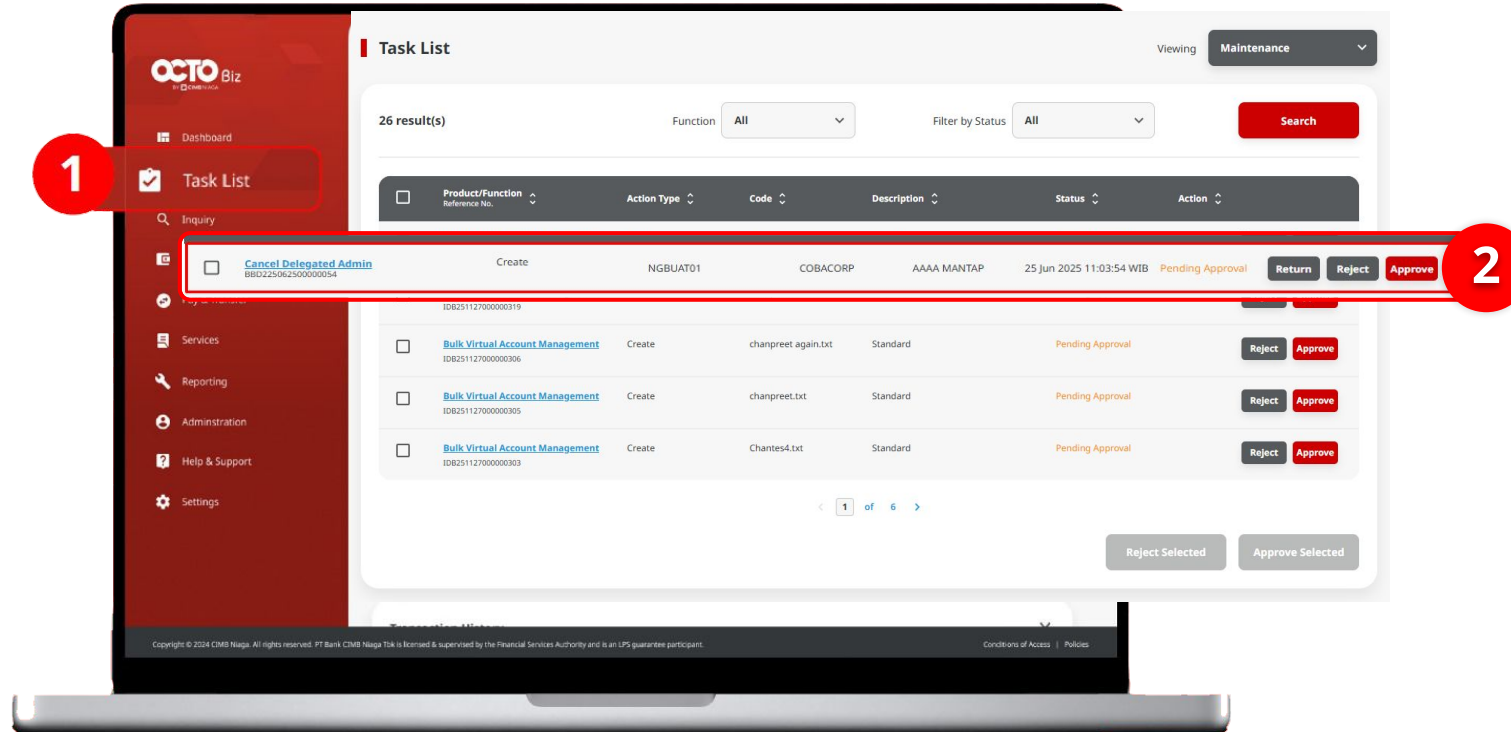 OCTO Biz
BY CIMB NIAGA
Task List
Viewing Maintenance
26 result(s) Function All Filter by Status All Search
Dashboard
1
Task List
Inquiry
Services
Reporting
Adminstration
Help & Support
Settings
Product/Function Action Type Code Description Status Action
Reference No.
Cancel Delegated Admin Create NGBUAT01 COBACORP AAAA MANTAP 25 Jun 2025 11:03:54 WIB Pending Approval Return Reject Approve
BBD225062500000054
2
IDB251127000000319
Bulk Virtual Account Management Create chanpreet again.txt Standard Pending Approval Reject Approve
IDB251127000000306
Bulk Virtual Account Management Create chanpreet.txt Standard Pending Approval Reject Approve
IDB251127000000305
Bulk Virtual Account Management Create Chantes4.txt Standard Pending Approval Reject Approve
IDB251127000000303
1 of 6
Reject Selected Approve Selected
Copyright © 2024 CIMB Niaga. All rights reserved. PT Bank CIMB Niaga Tbk is licensed & supervised by the Financial Services Authority and is an LPS guarantee participant. Conditions of Access | Policies